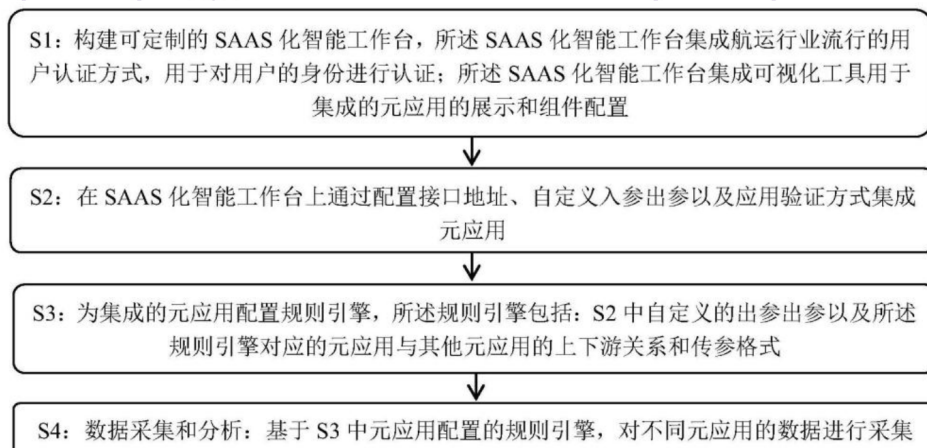 S1：构建可定制的 SAAS 化智能工作台，所述 SAAS 化智能工作台集成航运行业流行的用
户认证方式，用于对用户的身份进行认证；所述 SAAS 化智能工作台集成可视化工具用于
集成的元应用的展示和组件配置
S2：在 SAAS 化智能工作台上通过配置接口地址、自定义入参出参以及应用验证方式集成
元应用
S3：为集成的元应用配置规则引擎，所述规则引擎包括：S2 中自定义的出参出参以及所述
规则引擎对应的元应用与其他元应用的上下游关系和传参格式
S4：数据采集和分析：基于 S3 中元应用配置的规则引擎，对不同元应用的数据进行采集